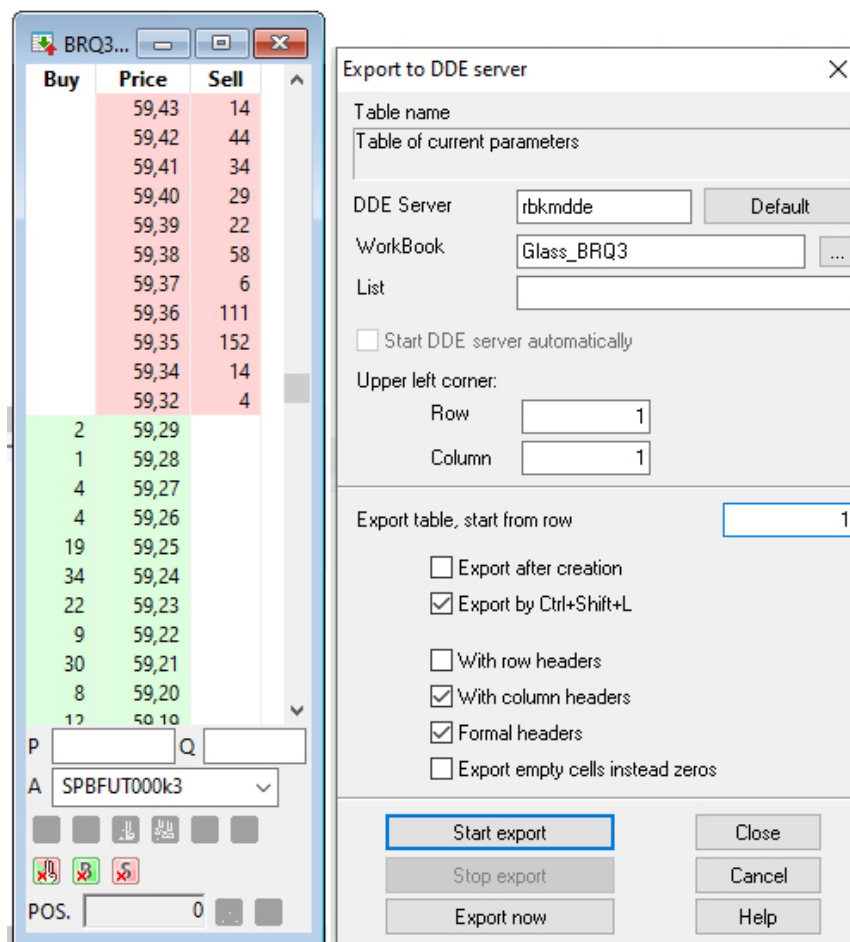 BRQ3...
Buy Price Sell
59,43 14
59,42 44
59,41 34
59,40 29
59,39 22
59,38 58
59,37 6
59,36 111
59,35 152
59,34 14
59,32 4
2 59,29
1 59,28
4 59,27
4 59,26
19 59,25
34 59,24
22 59,23
9 59,22
30 59,21
8 59,20
12 59,19
P Q
A SPBFUT000k3
POS. 0
Export to DDE server
Table name
Table of current parameters
DDE Server rbkmdde Default
WorkBook Glass_BRQ3 ...
List
Start DDE server automatically
Upper left corner:
Row 1
Column 1
Export table, start from row 1
Export after creation
Export by Ctrl+Shift+L
With row headers
With column headers
Formal headers
Export empty cells instead zeros
Start export Close
Stop export Cancel
Export now Help